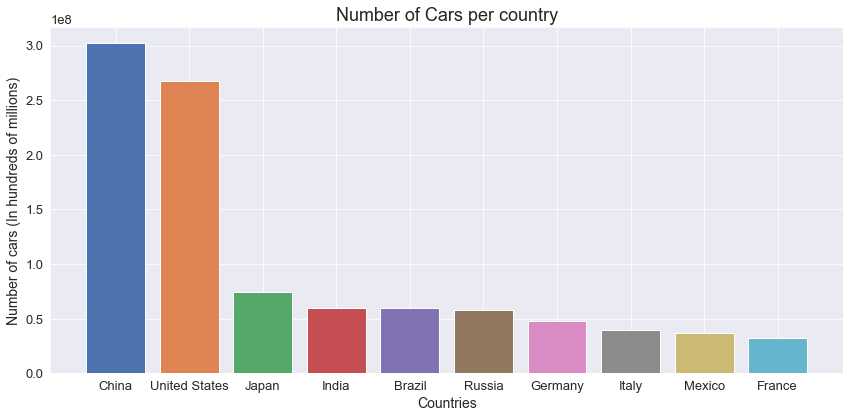 Number of Cars per country
1e8
Number of cars (In hundreds of millions)
3.0
2.5
2.0
1.5
1.0
0.5
0.0
China United States Japan India Brazil Russia Germany Italy Mexico France
Countries